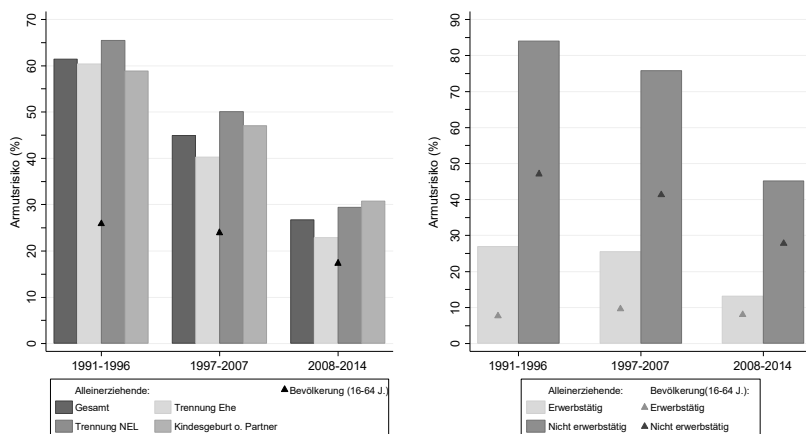 70
60
50
40
30
20
10
0
Armutsrisiko (%)
1991-1996 1997-2007 2008-2014
Alleinerziehende: ▲ Bevölkerung (16-64 J.)
Gesamt Trennung Ehe
Trennung NEL Kindesgeburt o. Partner
90
80
70
60
50
40
30
20
10
0
Armutsrisiko (%)
1991-1996 1997-2007 2008-2014
Alleinerziehende: Bevölkerung(16-64 J.):
Erwerbstätig Erwerbstätig
Nicht erwerbstätig Nicht erwerbstätig